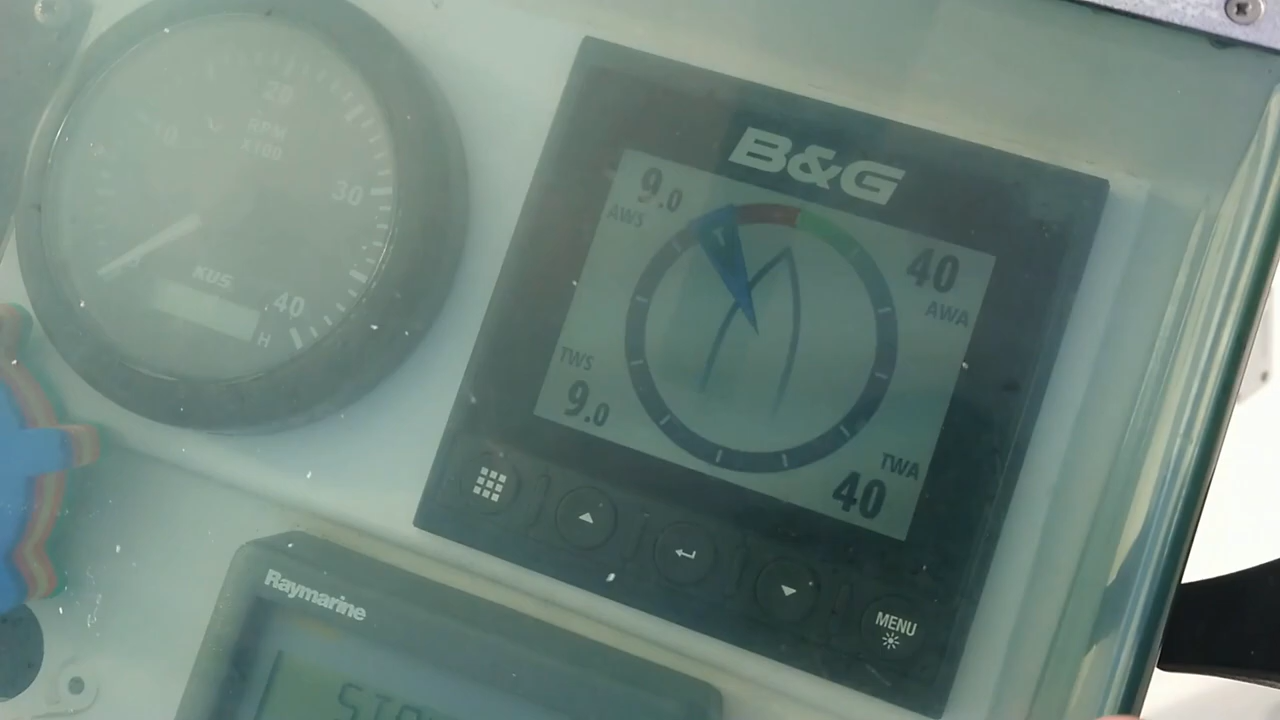 20
10
RPM
X100
30
KUS
40
H
B&G
9.0
AWS
40
AWA
TWS
9.0
TWA
40
MENU
Raymarine